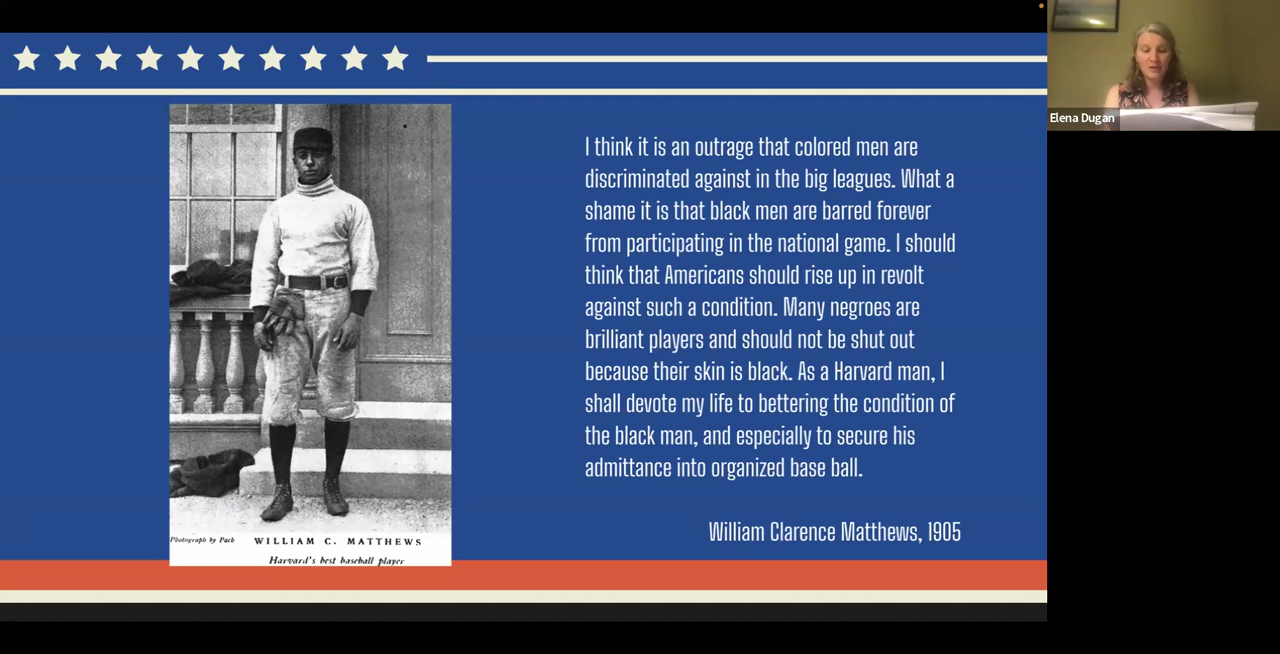 I think it is an outrage that colored men are
discriminated against in the big leagues. What a
shame it is that black men are barred forever
from participating in the national game. I should
think that Americans should rise up in revolt
against such a condition. Many negroes are
brilliant players and should not be shut out
because their skin is black. As a Harvard man, I
shall devote my life to bettering the condition of
the black man, and especially to secure his
admittance into organized base ball.
William Clarence Matthews, 1905
Photograph by Pach
WILLIAM C. MATTHEWS
Harvard's best baseball player
Elena Dugan